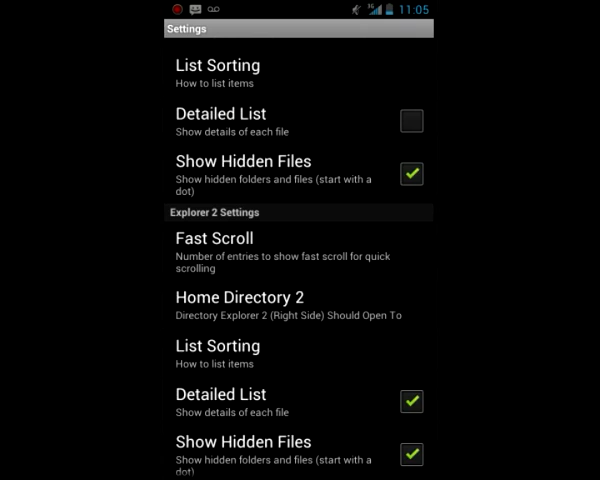 3G 11:05
Settings
List Sorting
How to list items
Detailed List
Show details of each file
Show Hidden Files
Show hidden folders and files (start with a
dot)
Explorer 2 Settings
Fast Scroll
Number of entries to show fast scroll for quick
scrolling
Home Directory 2
Directory Explorer 2 (Right Side) Should Open To
List Sorting
How to list items
Detailed List
Show details of each file
Show Hidden Files
Show hidden folders and files (start with a
dot)